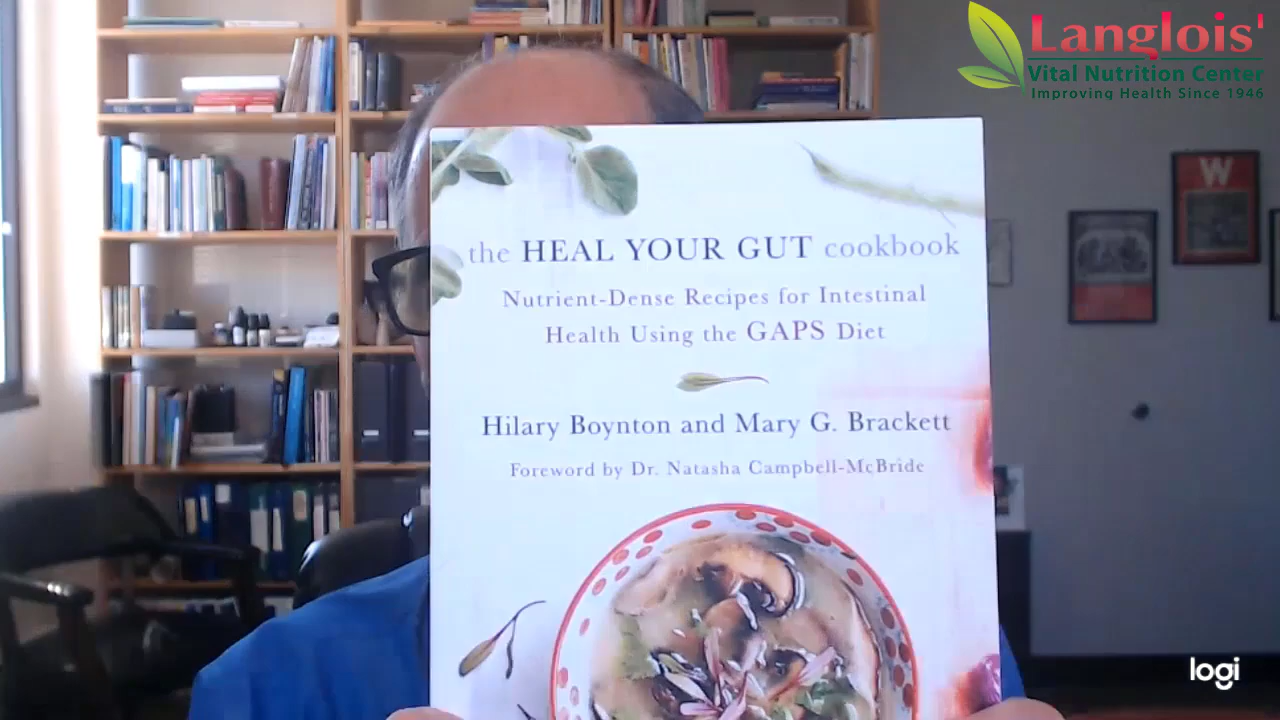 Langlois'
Vital Nutrition Center
Improving Health Since 1946
W
the HEAL YOUR GUT cookbook
Nutrient-Dense Recipes for Intestinal
Health Using the GAPS Diet
Hilary Boynton and Mary G. Brackett
Foreword by Dr. Natasha Campbell-McBride
logi